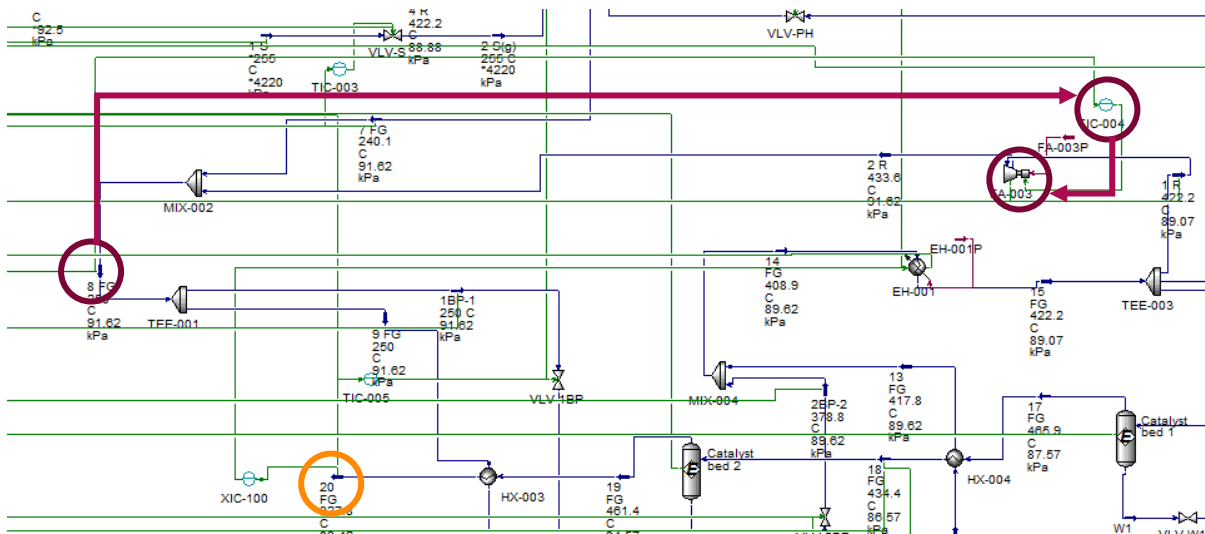 C
*92.5
kPa
4 R
422.2
C
88.88
kPa
VLV-S
1 S
*255
C
*4220
kPa
2 S(g)
255 C
*4220
kPa
TIC-003
VLV-PH
TIC-004
FA-003P
FA-003
7 FG
240.1
C
91.62
kPa
MIX-002
2 R
433.6
C
91.62
kPa
1 R
422.2
C
89.07
kPa
8 FG
250
C
91.62
kPa
TEE-001
1BP-1
250 C
91.62
kPa
9 FG
250
C
91.62
kPa
TIC-005
VLV-1BP
14
FG
408.9
C
89.62
kPa
EH-001P
EH-001
15
FG
422.2
C
89.07
kPa
TEE-003
MIX-004
2BP-2
378.8
C
89.62
kPa
13
FG
417.8
C
89.62
kPa
17
FG
465.9
C
87.57
kPa
Catalyst
bed 1
Catalyst
bed 2
XIC-100
20
FG
C
HX-003
19
FG
461.4
C
18
FG
434.4
C
86.57
kPa
HX-004
W1
VLV-W1